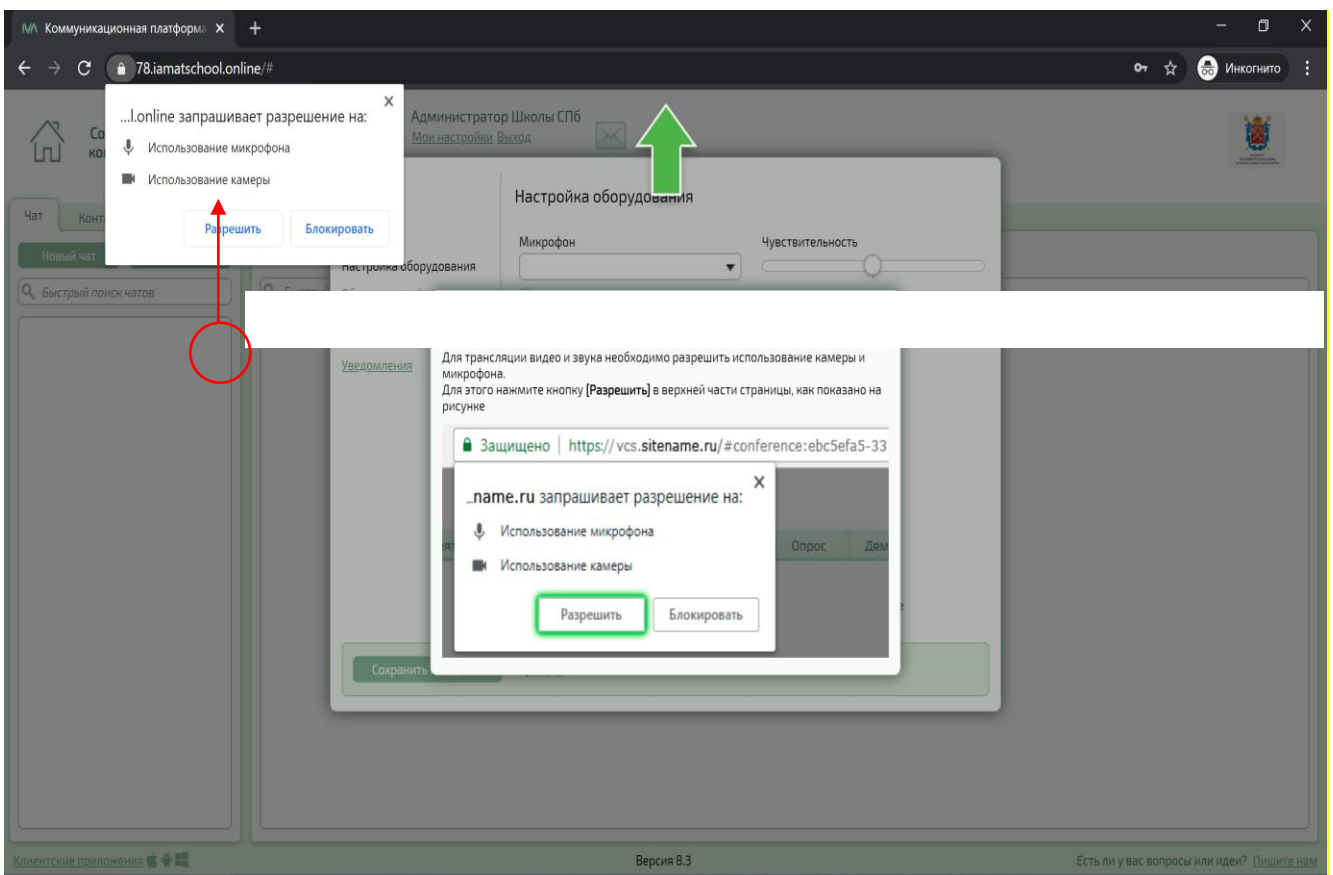 IVA Коммуникационная платформа
78.iamatschool.online/#
Инкогнито
...l.online запрашивает разрешение на:
Использование микрофона
Использование камеры
Разрешить
Блокировать
Администратор Школы СПб
Мои настройки Выход
Чат
Новый чат
Быстрый поиск чатов
Настройка оборудования
Микрофон
Чувствительность
Настройка оборудования
Уведомления
Для трансляции видео и звука необходимо разрешить использование камеры и
микрофона.
Для этого нажмите кнопку [Разрешить] в верхней части страницы, как показано на
рисунке
Защищено | https://vcs.sitename.ru/#conference:ebc5efa5-33
...name.ru запрашивает разрешение на:
Использование микрофона
Использование камеры
Разрешить
Блокировать
Опрос
Дем
Сохранить
Клиентские приложения
Версия 8.3
Есть ли у вас вопросы или идеи? Пишите нам